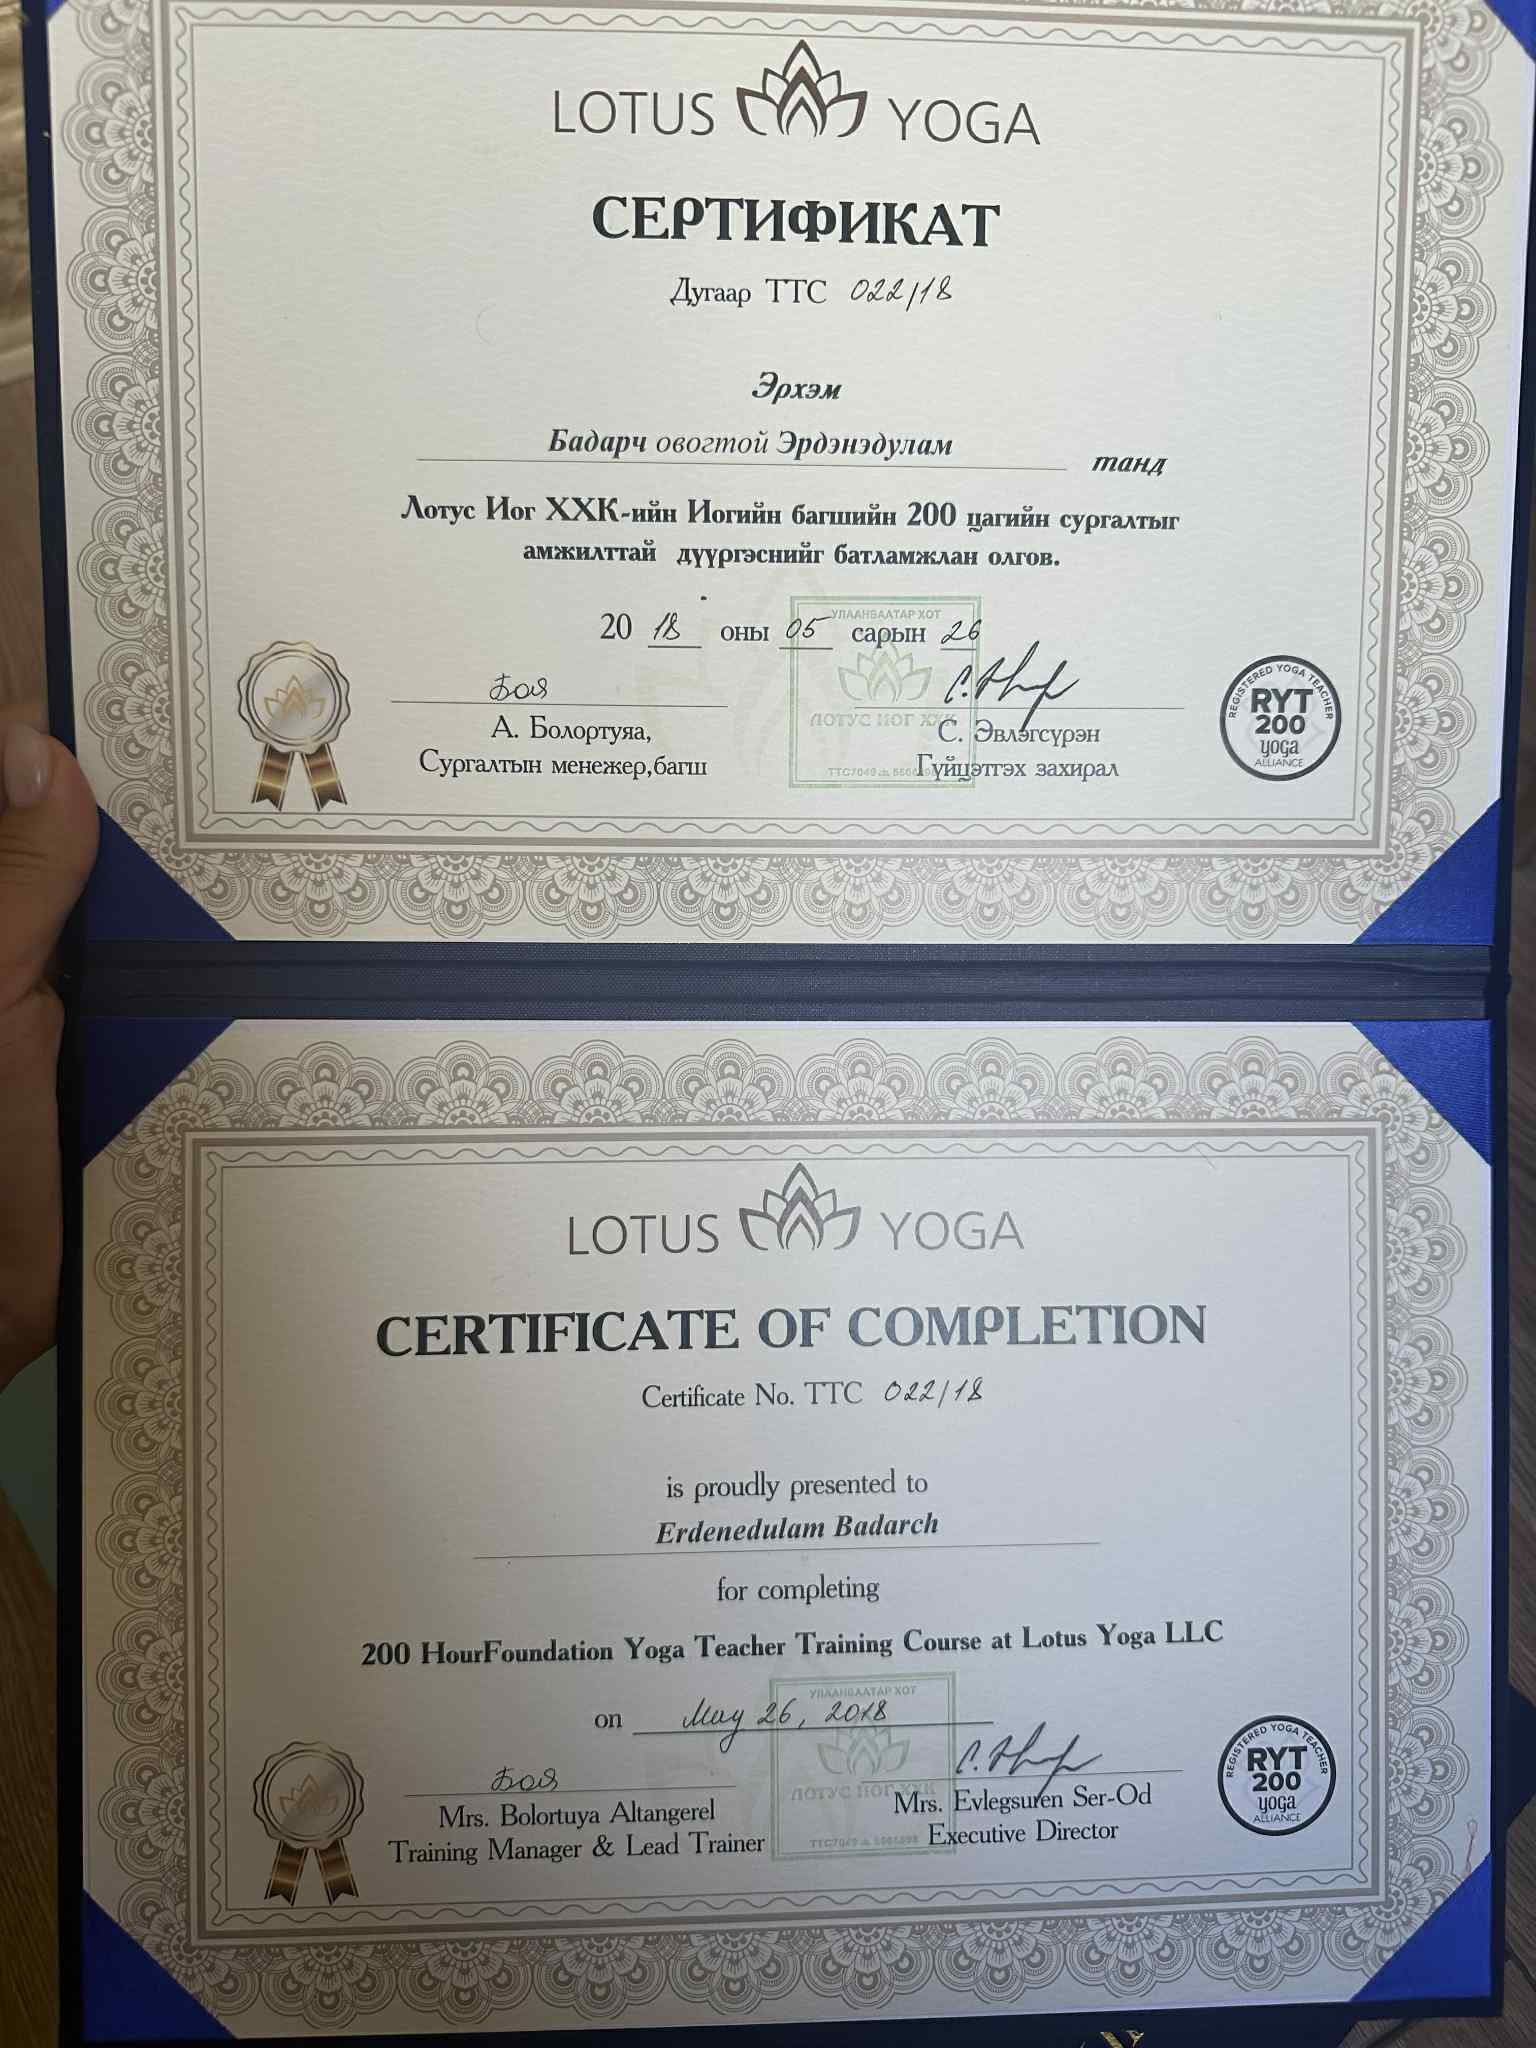 LOTUS YOGA
СЕРТИФИКАТ
Дугаар ТТС 022/18
Эрхэм
Бадарч овогтой Эрдэнэдулам танд
Лотус Иог ХХК-ийн Иогийн багшийн 200 цагийн сургалтыг
амжилттай дүүргэснийг батламжлан олгов.
2018 оны 05 сарын 26
УЛААНБААТАР ХОТ
ЛОТУС ИОГ ХХК
Боя
А. Болортуяа,
Сургалтын менежер,багш
С. Эвлэгсүрэн
Гүйцэтгэх захирал
REGISTERED YOGA TEACHER
RYT
200
yoga
ALLIANCE
LOTUS YOGA
CERTIFICATE OF COMPLETION
Certificate No. TTC 022/18
is proudly presented to
Erdenedulam Badarch
for completing
200 HourFoundation Yoga Teacher Training Course at Lotus Yoga LLC
on May 26, 2018
УЛААНБААТАР ХОТ
ЛОТУС ИОГ ХХК
Боя
Mrs. Bolortuya Altangerel
Training Manager & Lead Trainer
Mrs. Evlegsuren Ser-Od
Executive Director
REGISTERED YOGA TEACHER
RYT
200
yoga
ALLIANCE